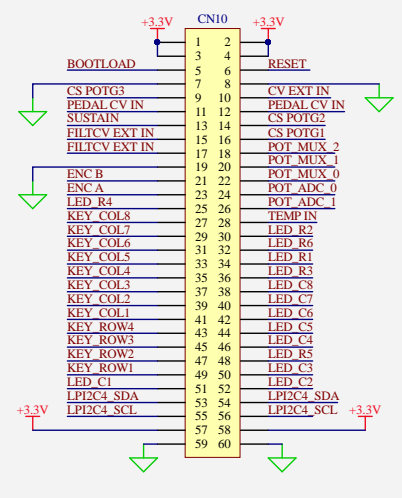 +3.3V CN10 +3.3V
1 2
3 4
BOOTLOAD 5 6 RESET
7 8
CS POTG3 9 10 CV EXT IN
PEDAL CV IN 11 12 PEDAL CV IN
SUSTAIN 13 14 CS POTG2
FILTCV EXT IN 15 16 CS POTG1
FILTCV EXT IN 17 18 POT_MUX_2
19 20 POT_MUX_1
ENC B 21 22 POT_MUX_0
ENC A 23 24 POT_ADC_0
LED_R4 25 26 POT_ADC_1
KEY_COL8 27 28 TEMP IN
KEY_COL7 29 30 LED_R2
KEY_COL6 31 32 LED_R6
KEY_COL5 33 34 LED_R1
KEY_COL4 35 36 LED_R3
KEY_COL3 37 38 LED_C8
KEY_COL2 39 40 LED_C7
KEY_COL1 41 42 LED_C6
KEY_ROW4 43 44 LED_C5
KEY_ROW3 45 46 LED_C4
KEY_ROW2 47 48 LED_R5
KEY_ROW1 49 50 LED_C3
LED_C1 51 52 LED_C2
LPI2C4_SDA 53 54 LPI2C4_SDA
LPI2C4_SCL 55 56 LPI2C4_SCL
+3.3V 57 58 +3.3V
59 60